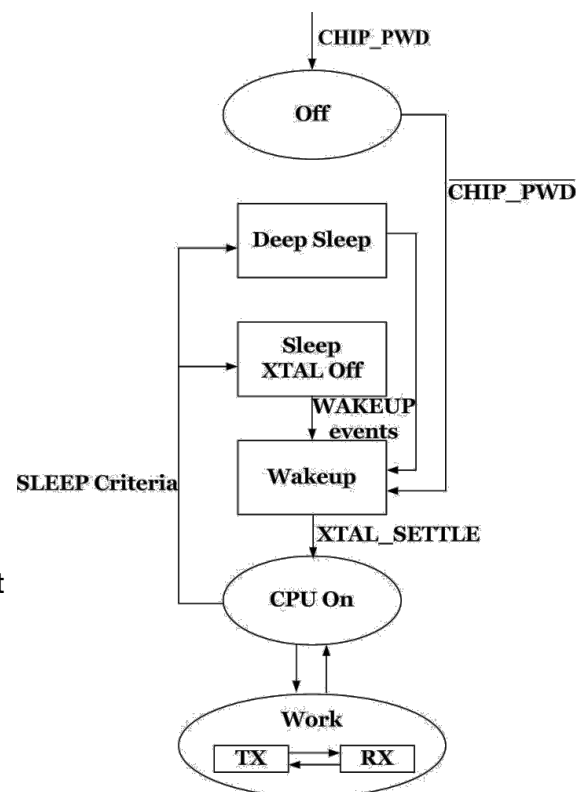 CHIP_PWD
Off
CHIP_PWD
Deep Sleep
Sleep
XTAL Off
WAKEUP
events
Wakeup
SLEEP Criteria
XTAL_SETTLE
t
CPU On
Work
TX
RX